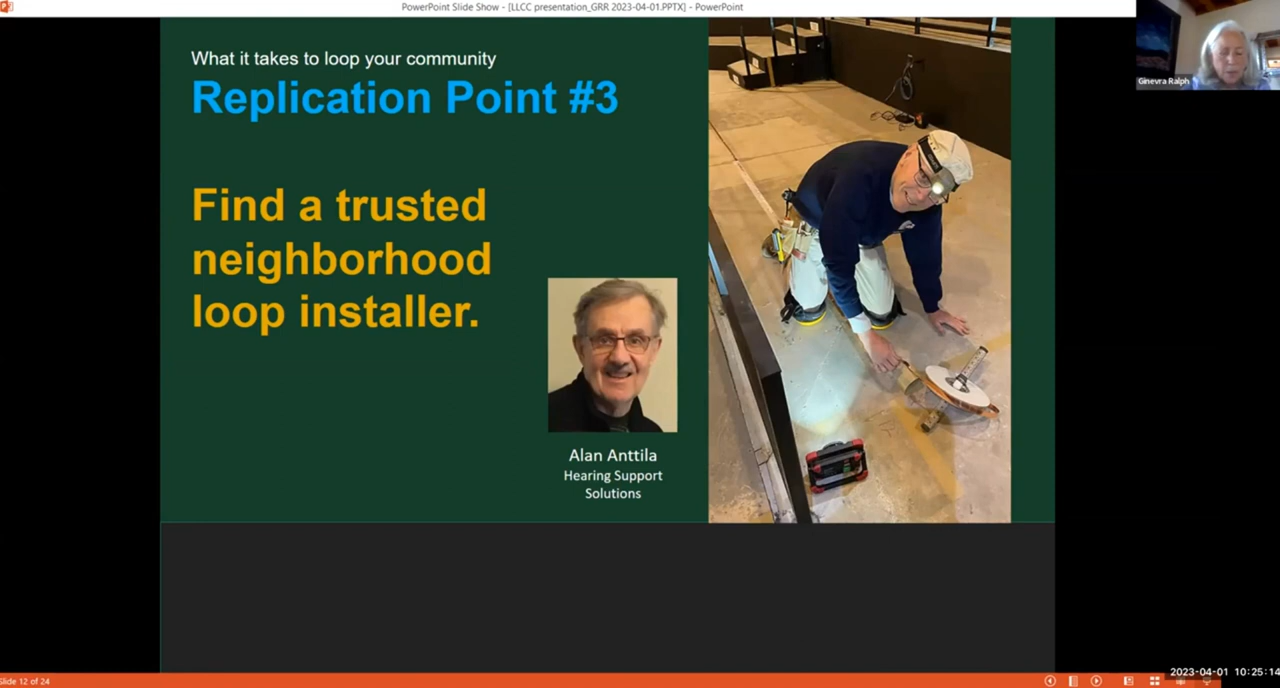 PowerPoint Slide Show - [LLCC presentation_GRR 2023-04-01.PPTX] - PowerPoint
Ginevra Ralph
What it takes to loop your community
Replication Point #3
Find a trusted
neighborhood
loop installer.
Alan Anttila
Hearing Support
Solutions
Slide 12 of 24
2023-04-01 10:25:14